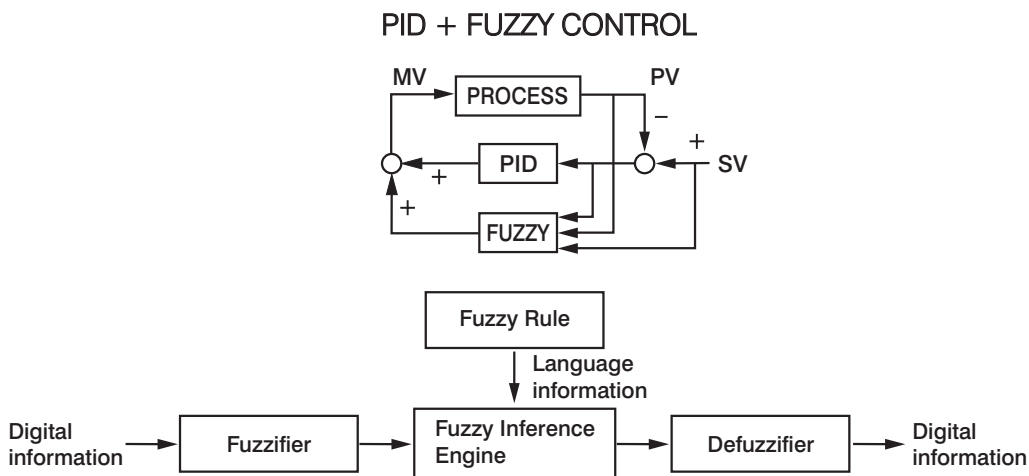 PID + FUZZY CONTROL
MV
PV
PROCESS
−
+
PID
SV
+
+
FUZZY
Fuzzy Rule
Language
information
Digital
information
Fuzzifier
Fuzzy Inference
Engine
Defuzzifier
Digital
information